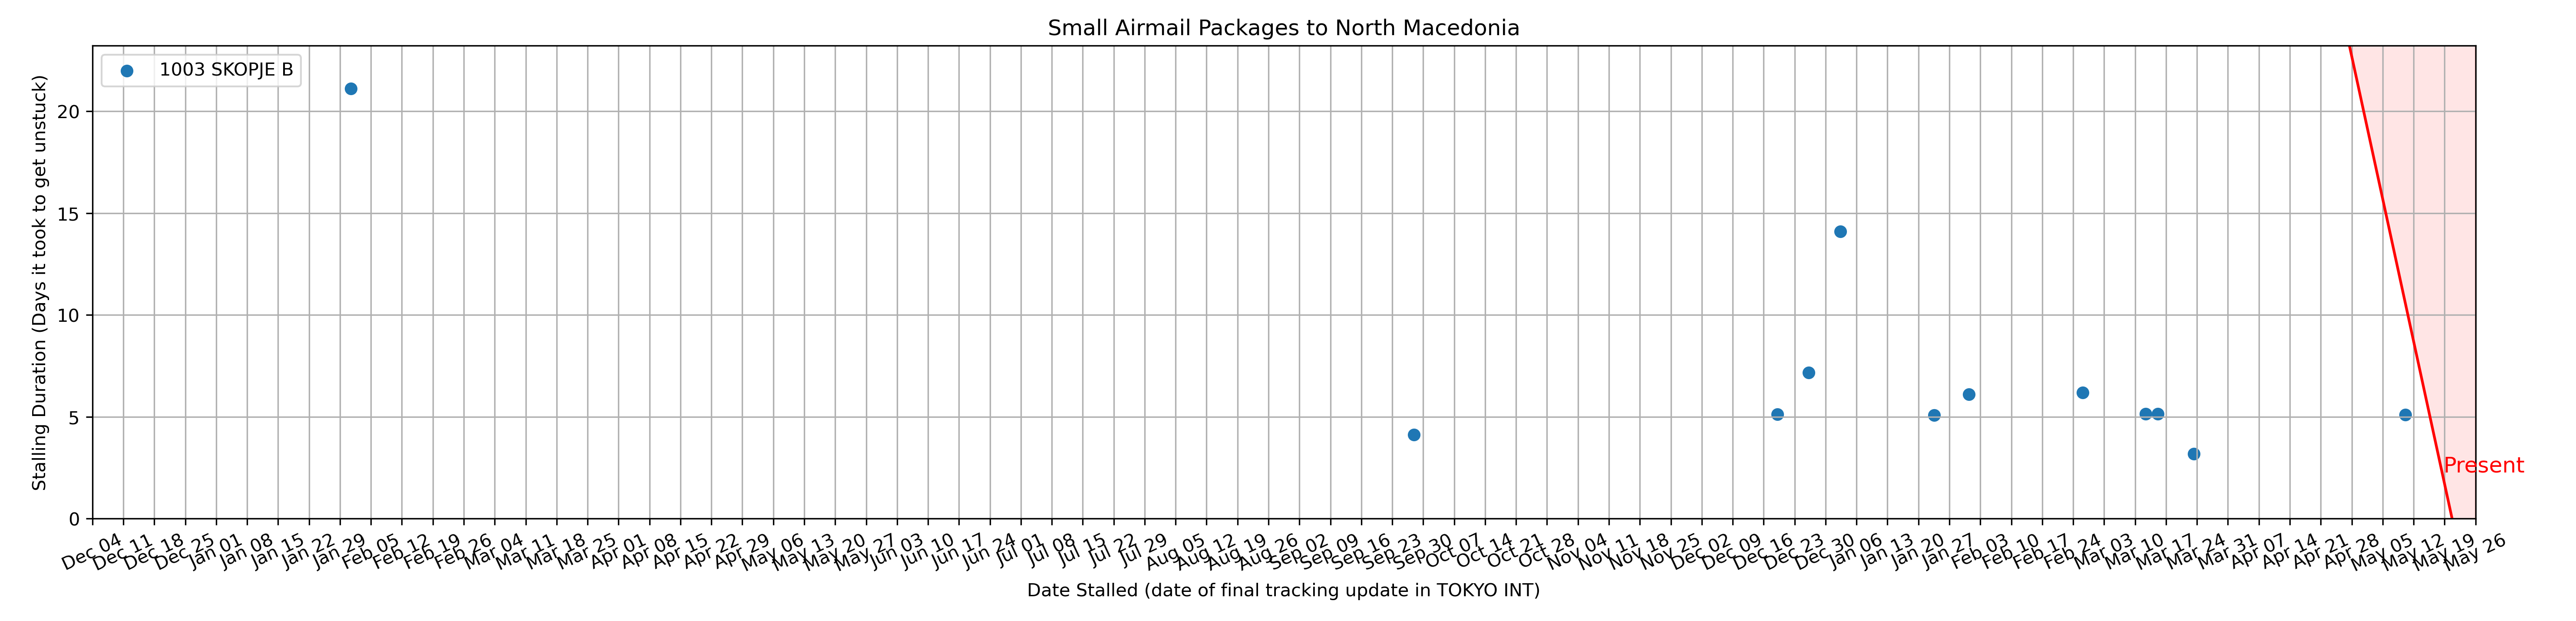 Small Airmail Packages to North Macedonia
1003 SKOPJE B
Stalling Duration (Days it took to get unstuck)
20
15
10
5
0
Present
Dec 04
Dec 11
Dec 18
Dec 25
Jan 01
Jan 08
Jan 15
Jan 22
Jan 29
Feb 05
Feb 12
Feb 19
Feb 26
Mar 04
Mar 11
Mar 18
Mar 25
Apr 01
Apr 08
Apr 15
Apr 22
Apr 29
May 06
May 13
May 20
May 27
Jun 03
Jun 10
Jun 17
Jun 24
Jul 01
Jul 08
Jul 15
Jul 22
Jul 29
Aug 05
Aug 12
Aug 19
Aug 26
Sep 02
Sep 09
Sep 16
Sep 23
Sep 30
Oct 07
Oct 14
Oct 21
Oct 28
Nov 04
Nov 11
Nov 18
Nov 25
Dec 02
Dec 09
Dec 16
Dec 23
Dec 30
Jan 06
Jan 13
Jan 20
Jan 27
Feb 03
Feb 10
Feb 17
Feb 24
Mar 03
Mar 10
Mar 17
Mar 24
Mar 31
Apr 07
Apr 14
Apr 21
Apr 28
May 05
May 12
May 19
May 26
Date Stalled (date of final tracking update in TOKYO INT)